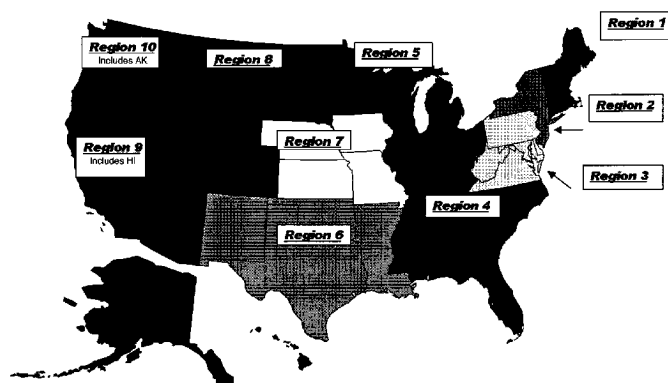 Region 1
Region 10
Includes AK
Region 8
Region 5
Region 2
Region 9
Includes HI
Region 7
Region 3
Region 4
Region 6